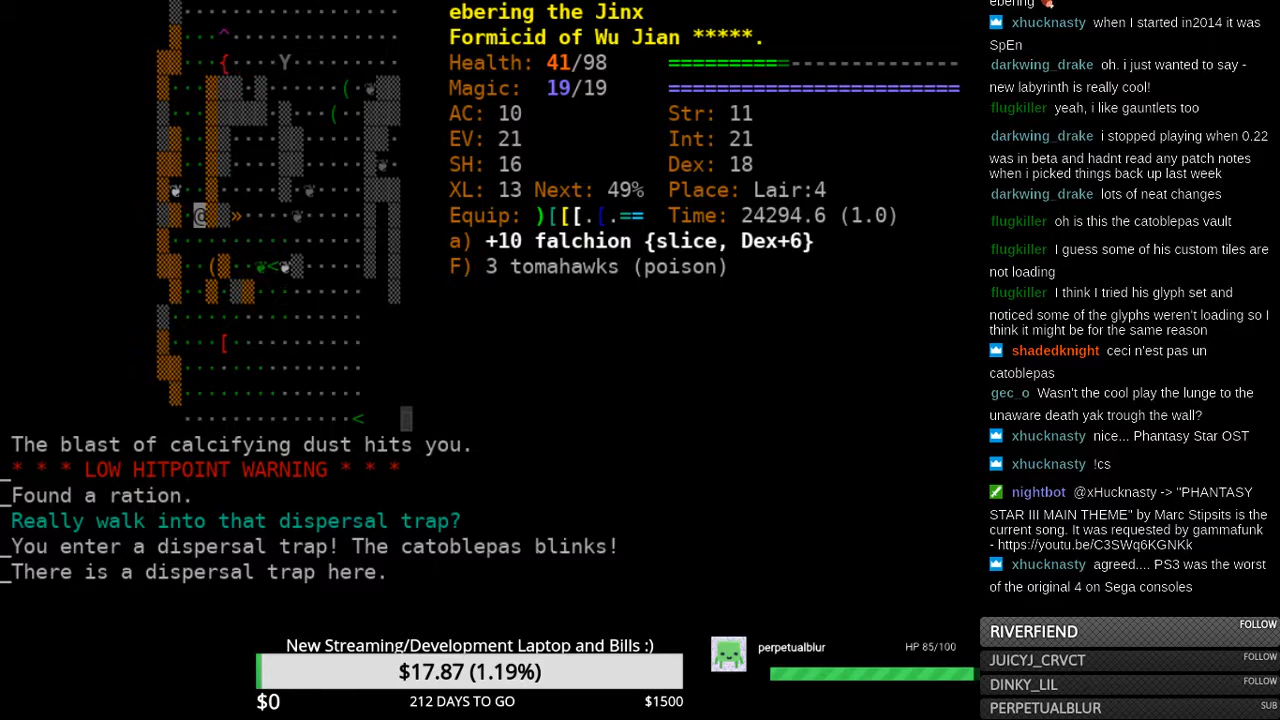 ebering the Jinx
Formicid of Wu Jian *****.
Health: 41/98 ==========--------------
Magic: 19/19 ========================
AC: 10 Str: 11
EV: 21 Int: 21
SH: 16 Dex: 18
XL: 13 Next: 49% Place: Lair:4
Equip: )[[[.(.== Time: 24294.6 (1.0)
a) +10 falchion {slice, Dex+6}
F) 3 tomahawks (poison)
The blast of calcifying dust hits you.
* * * LOW HITPOINT WARNING * * *
_Found a ration.
Really walk into that dispersal trap?
_You enter a dispersal trap! The catoblepas blinks!
_There is a dispersal trap here.
New Streaming/Development Laptop and Bills :)
$17.87 (1.19%)
$0 212 DAYS TO GO $1500
perpetualblur HP 85/100
ebering
xhucknasty when I started in2014 it was
SpEn
darkwing_drake oh. i just wanted to say -
new labyrinth is really cool!
flugkiller yeah, i like gauntlets too
darkwing_drake i stopped playing when 0.22
was in beta and hadnt read any patch notes
when i picked things back up last week
darkwing_drake lots of neat changes
flugkiller oh is this the catoblepas vault
flugkiller I guess some of his custom tiles are
not loading
flugkiller I think I tried his glyph set and
noticed some of the glyphs weren't loading so I
think it might be for the same reason
shadedknight ceci n'est pas un
catoblepas
gec_o Wasn't the cool play the lunge to the
unaware death yak trough the wall?
xhucknasty nice... Phantasy Star OST
xhucknasty !cs
nightbot @xHucknasty -> "PHANTASY
STAR III MAIN THEME" by Marc Stipsits is the
current song. It was requested by gammafunk
- https://youtu.be/C3SWq6KGNKk
xhucknasty agreed.... PS3 was the worst
of the original 4 on Sega consoles
RIVERFIEND FOLLOW
JUICYJ_CRVCT FOLLOW
DINKY_LIL FOLLOW
PERPETUALBLUR SUB